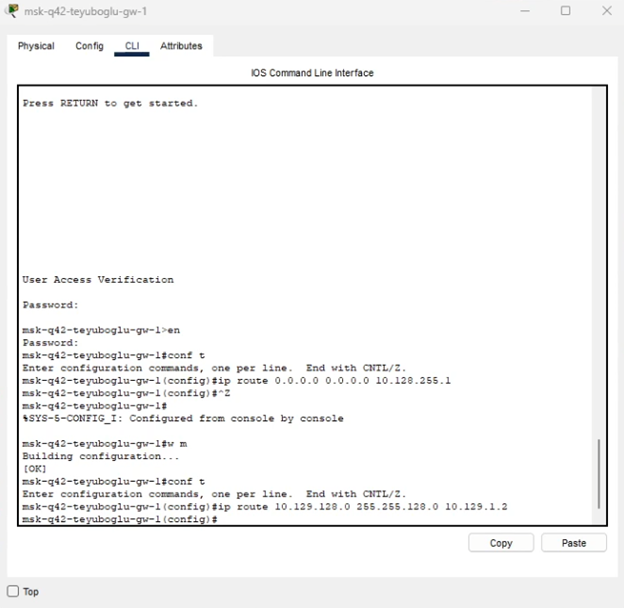 msk-q42-teyuboglu-gw-1
Physical Config CLI Attributes
IOS Command Line Interface
Press RETURN to get started.
User Access Verification
Password:
msk-q42-teyuboglu-gw-1>en
Password:
msk-q42-teyuboglu-gw-1#conf t
Enter configuration commands, one per line.  End with CNTL/Z.
msk-q42-teyuboglu-gw-1(config)#ip route 0.0.0.0 0.0.0.0 10.128.255.1
msk-q42-teyuboglu-gw-1(config)#^Z
msk-q42-teyuboglu-gw-1#
%SYS-5-CONFIG_I: Configured from console by console
msk-q42-teyuboglu-gw-1#w m
Building configuration...
[OK]
msk-q42-teyuboglu-gw-1#conf t
Enter configuration commands, one per line.  End with CNTL/Z.
msk-q42-teyuboglu-gw-1(config)#ip route 10.129.128.0 255.255.128.0 10.129.1.2
msk-q42-teyuboglu-gw-1(config)#
Copy Paste
Top